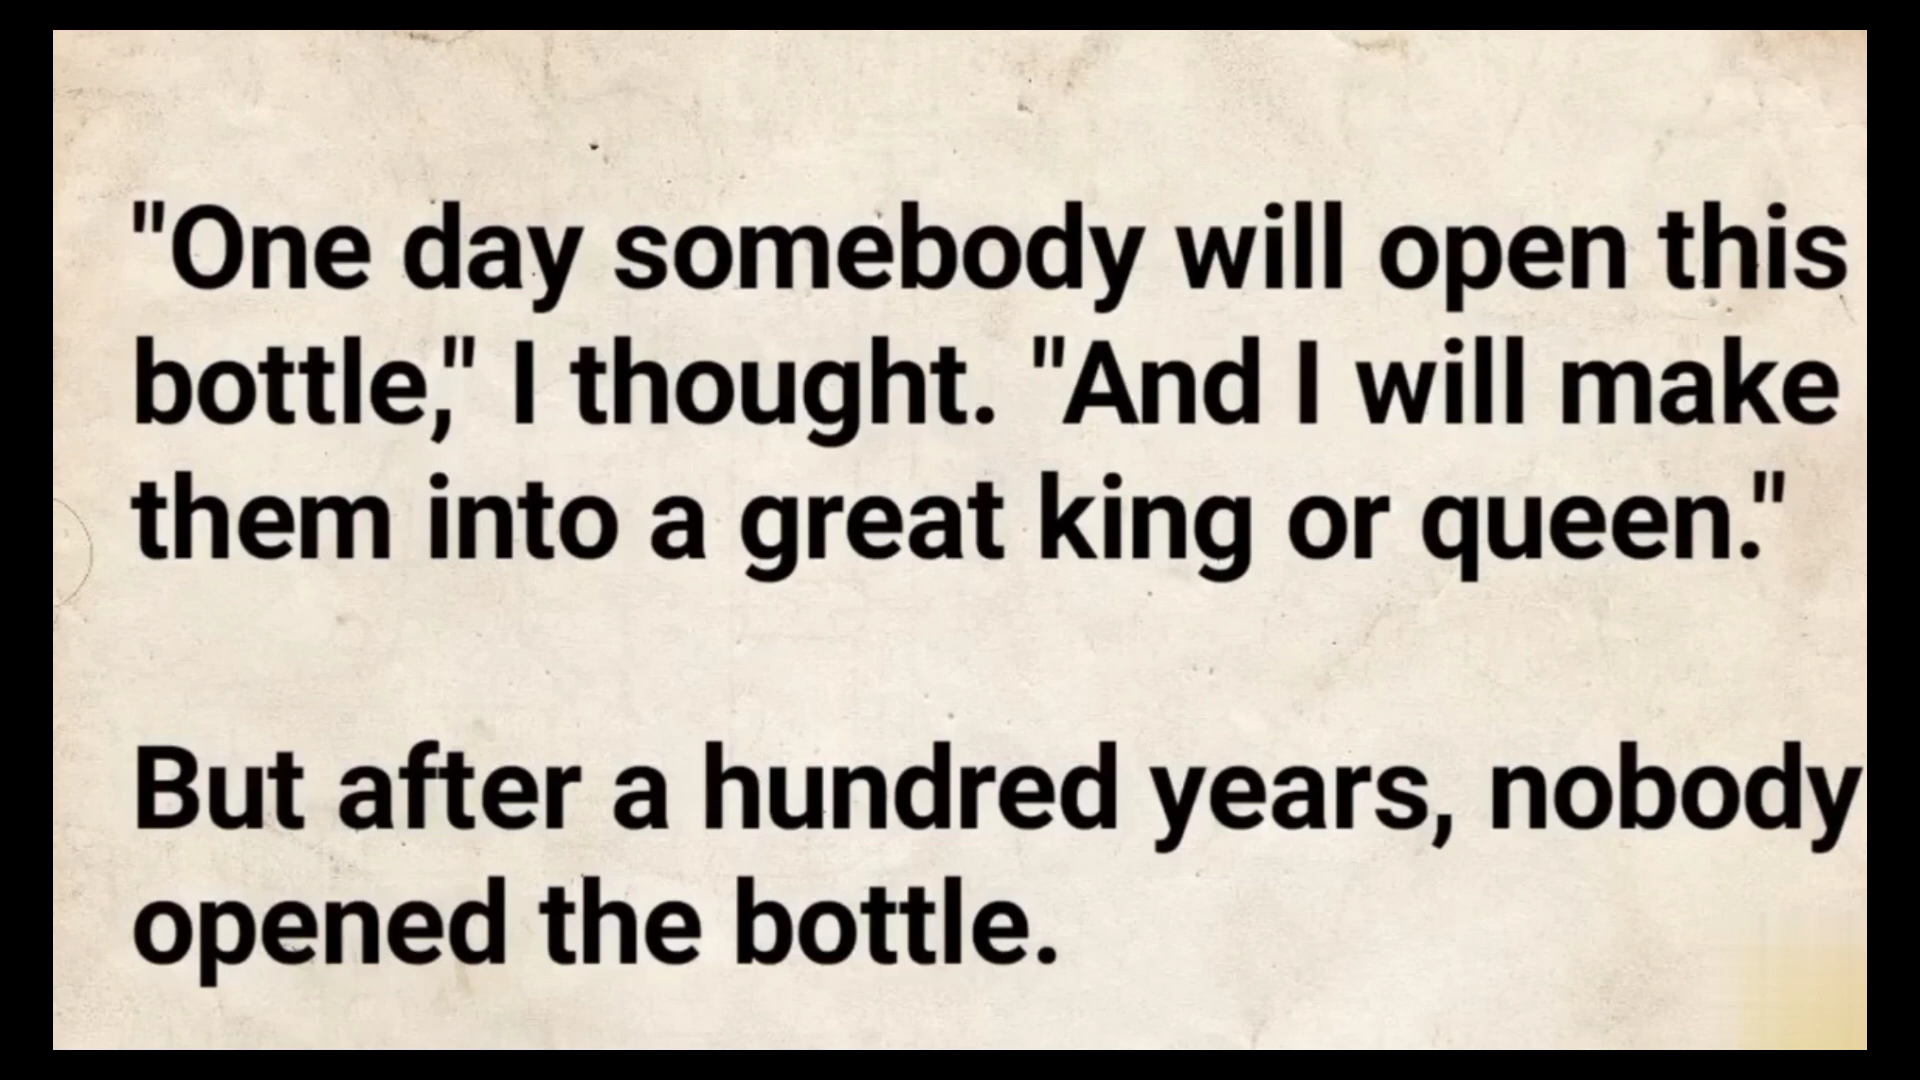 "One day somebody will open this
bottle," I thought. "And I will make
them into a great king or queen."
But after a hundred years, nobody
opened the bottle.